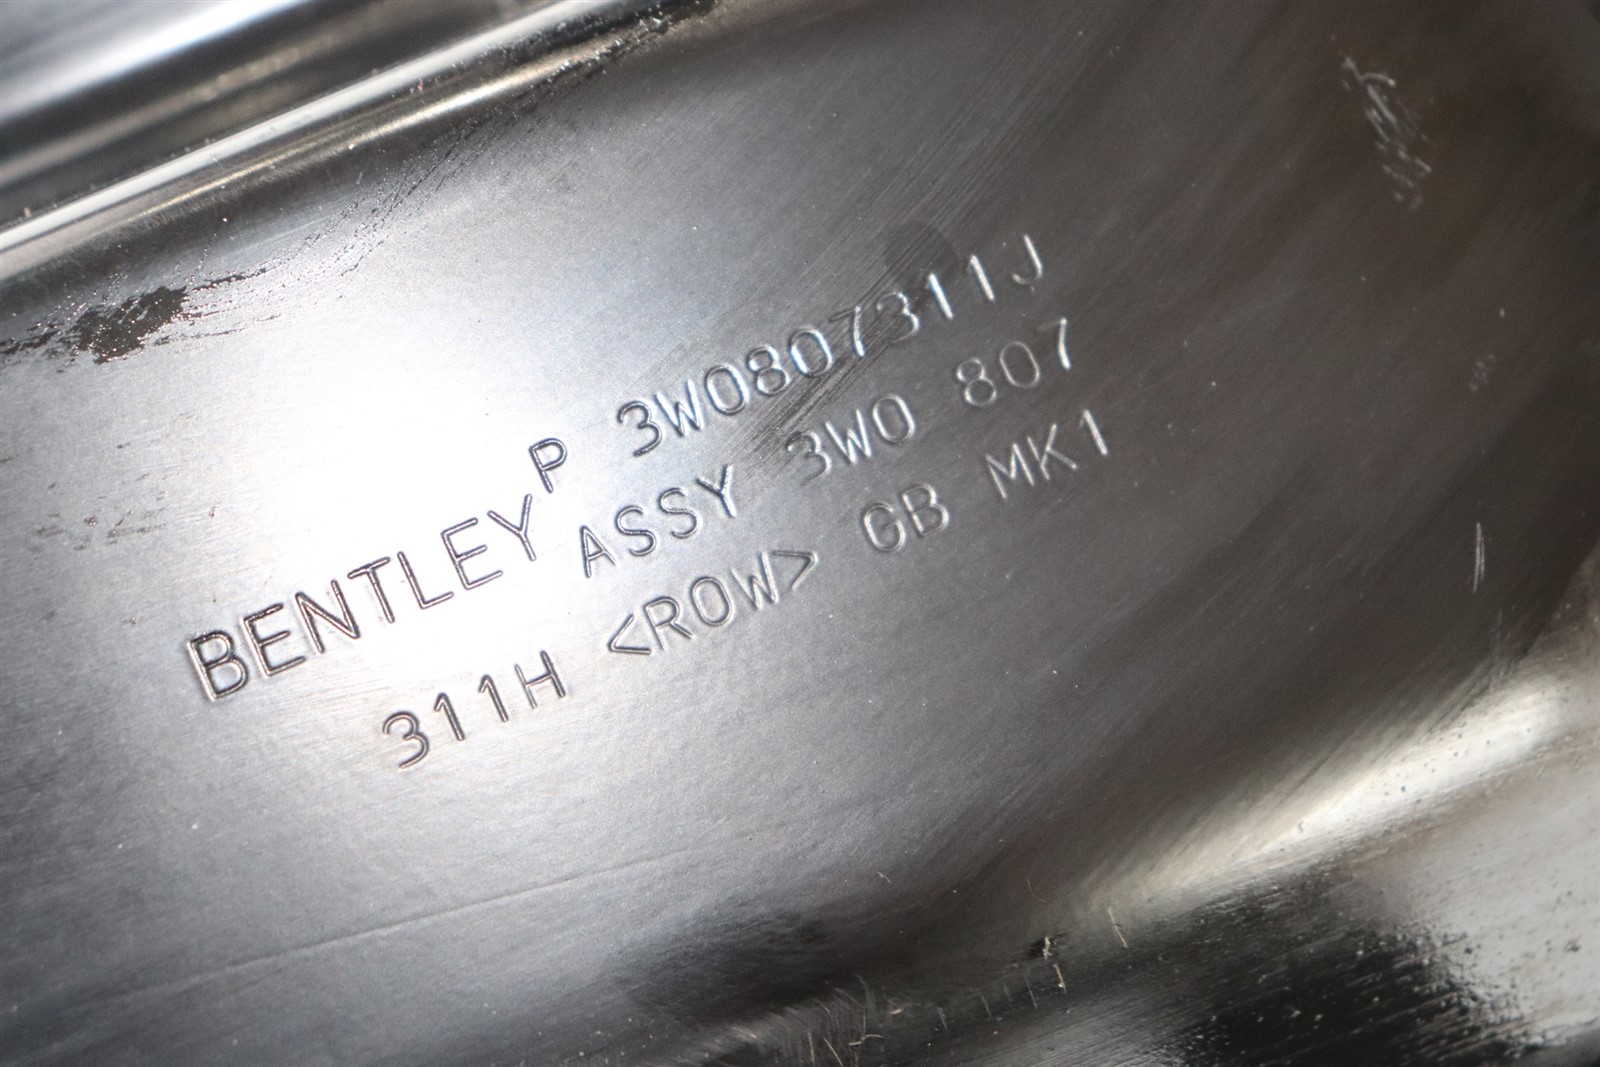 BENTLEY P 3W0807311J
ASSY 3W0 807
311H <ROW> GB MK1